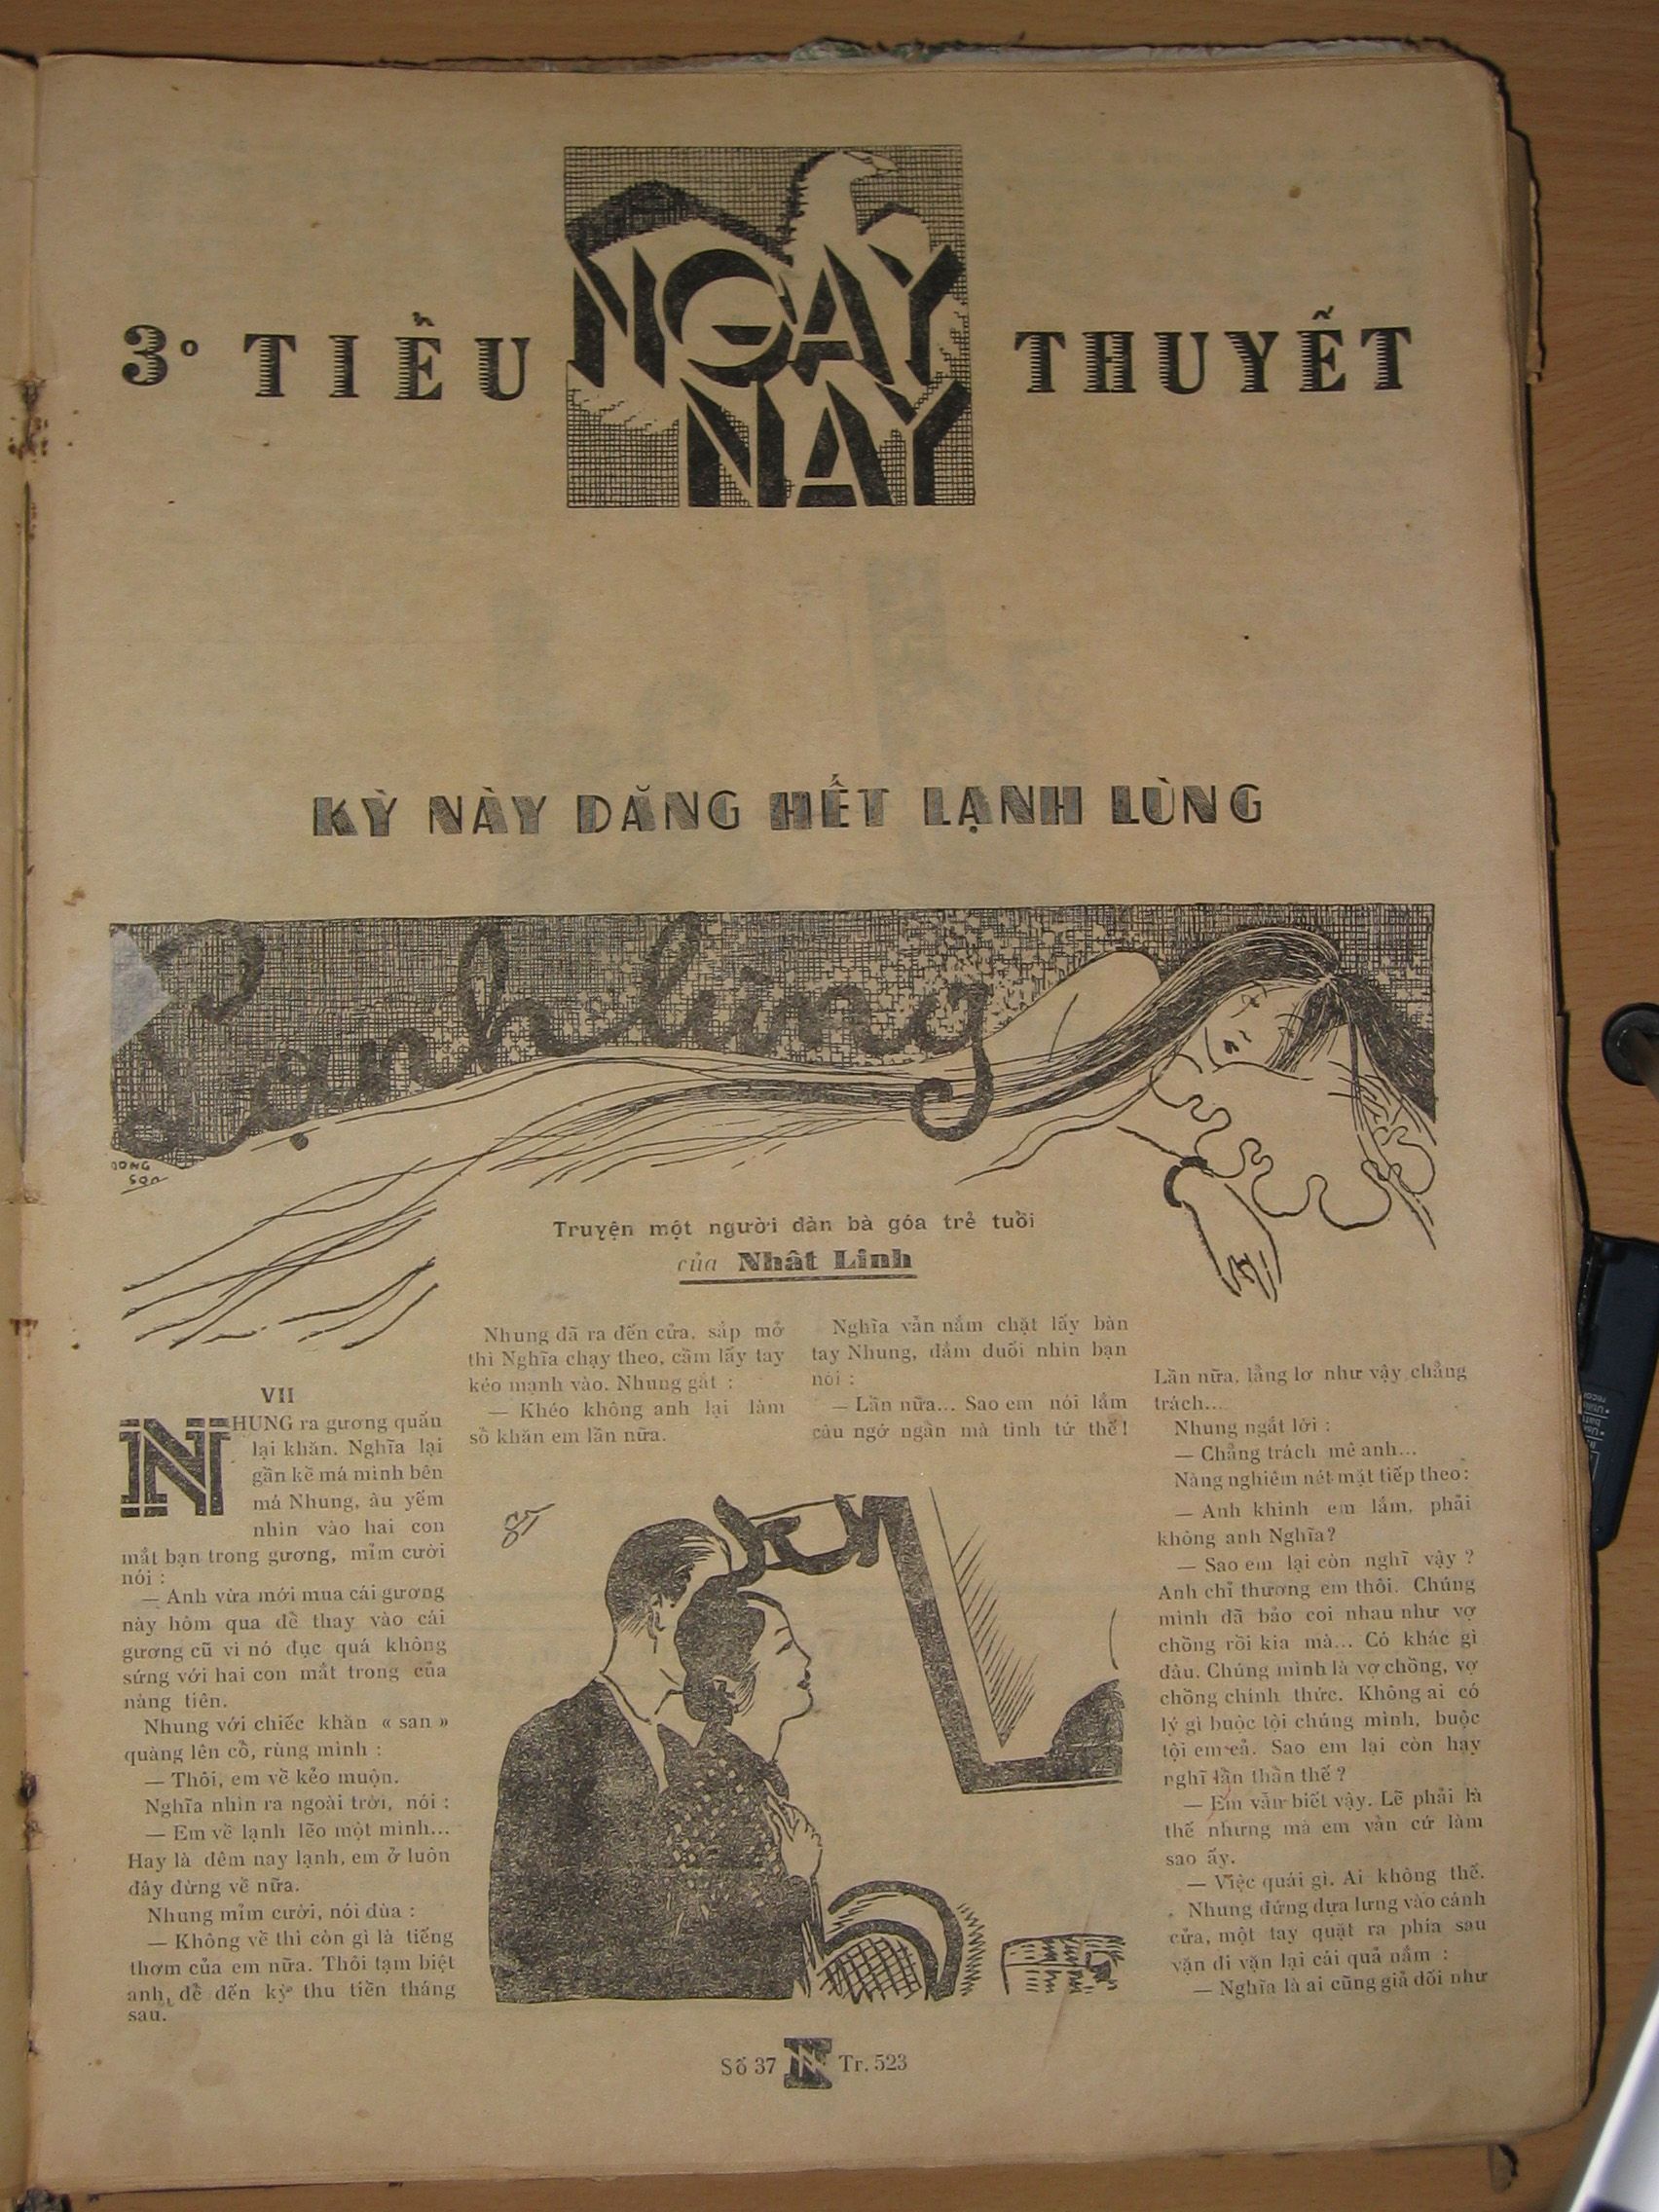 3º TIỂU
NGAY
NAY
THUYẾT
KỲ NÀY DĂNG HẾT LẠNH LÙNG
Lạnh lùng
DONG
SƠN
Truyện một người đàn bà góa trẻ tuổi
của Nhất Linh
VII
NHUNG ra gương quấn
lại khăn. Nghĩa lại
gần kề má mình bên
má Nhung, âu yếm
nhìn vào hai con
mắt bạn trong gương, mỉm cười
nói :
— Anh vừa mới mua cái gương
này hôm qua để thay vào cái
gương cũ vì nó đục quá không
sứng với hai con mắt trong của
nàng tiên.
Nhung với chiếc khăn « san »
quàng lên cồ, rùng mình :
— Thôi, em về kẻo muộn.
Nghĩa nhìn ra ngoài trời, nói :
— Em về lạnh lẽo một mình...
Hay là đêm nay lạnh, em ở luôn
đây đừng về nữa.
Nhung mỉm cười, nói đùa :
— Không về thì còn gì là tiếng
thơm của em nữa. Thôi tạm biệt
anh, để đến kỳ thu tiền tháng
sau.
Nhung đã ra đến cửa, sắp mở
thì Nghĩa chạy theo, cầm lấy tay
kéo mạnh vào. Nhung gắt :
— Khéo không anh lại làm
sồ khăn em lần nữa.
Nghĩa vẫn nắm chặt lấy bàn
tay Nhung, đắm đuối nhìn bạn
nói :
— Lần nữa... Sao em nói lắm
câu ngớ ngẩn mà tình tứ thế !
Lần nữa, lẳng lơ như vậy chẳng
trách...
Nhung ngắt lời :
— Chẳng trách mê anh...
Nàng nghiêm nét mặt tiếp theo:
— Anh khinh em lắm, phải
không anh Nghĩa?
— Sao em lại còn nghĩ vậy ?
Anh chỉ thương em thôi. Chúng
mình đã bảo coi nhau như vợ
chồng rồi kia mà... Có khác gì
đâu. Chúng mình là vợ chồng, vợ
chồng chính thức. Không ai có
lý gì buộc tội chúng mình, buộc
tội em cả. Sao em lại còn hay
nghĩ lần thần thế ?
— Em vẫn biết vậy. Lẽ phải là
thế nhưng mà em vẫn cứ làm
sao ấy.
— Việc quái gì. Ai không thế.
Nhung đứng dựa lưng vào cánh
cửa, một tay quặt ra phía sau
vặn đi vặn lại cái quả nắm :
— Nghĩa là ai cũng giả dối như
Số 37
Tr. 523